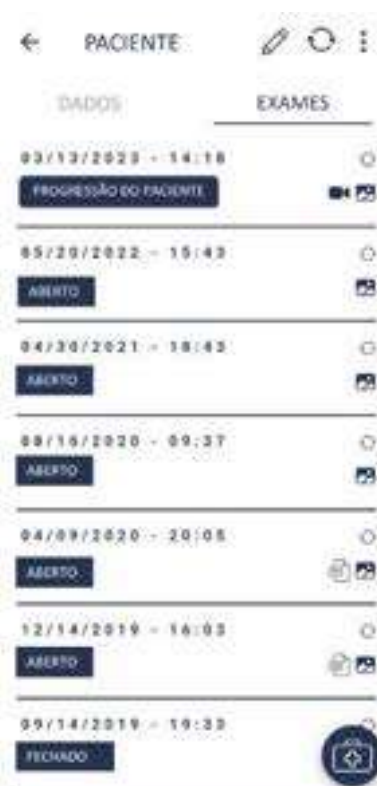 PACIENTE
DADOS
EXAMES
03/13/2023 - 14:18
PROGRESSÃO DO PACIENTE
05/20/2022 - 15:43
ABERTO
04/30/2021 - 18:43
ABERTO
08/16/2020 - 09:37
ABERTO
04/09/2020 - 20:05
ABERTO
12/14/2019 - 16:03
ABERTO
09/14/2019 - 19:33
FECHADO